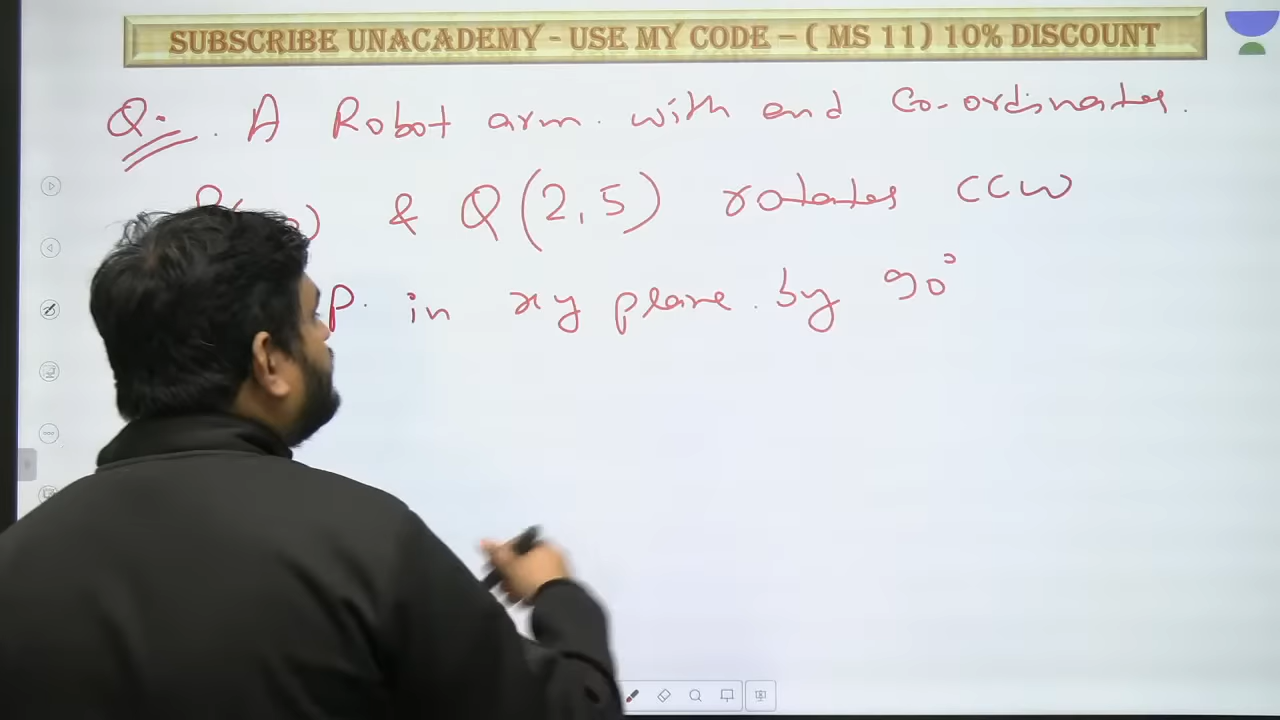 SUBSCRIBE UNACADEMY - USE MY CODE – ( MS 11) 10% DISCOUNT
Q. A Robot arm with end Co-ordinates.
& Q (2,5) rotates CCW
P. in xy plane. by 90°